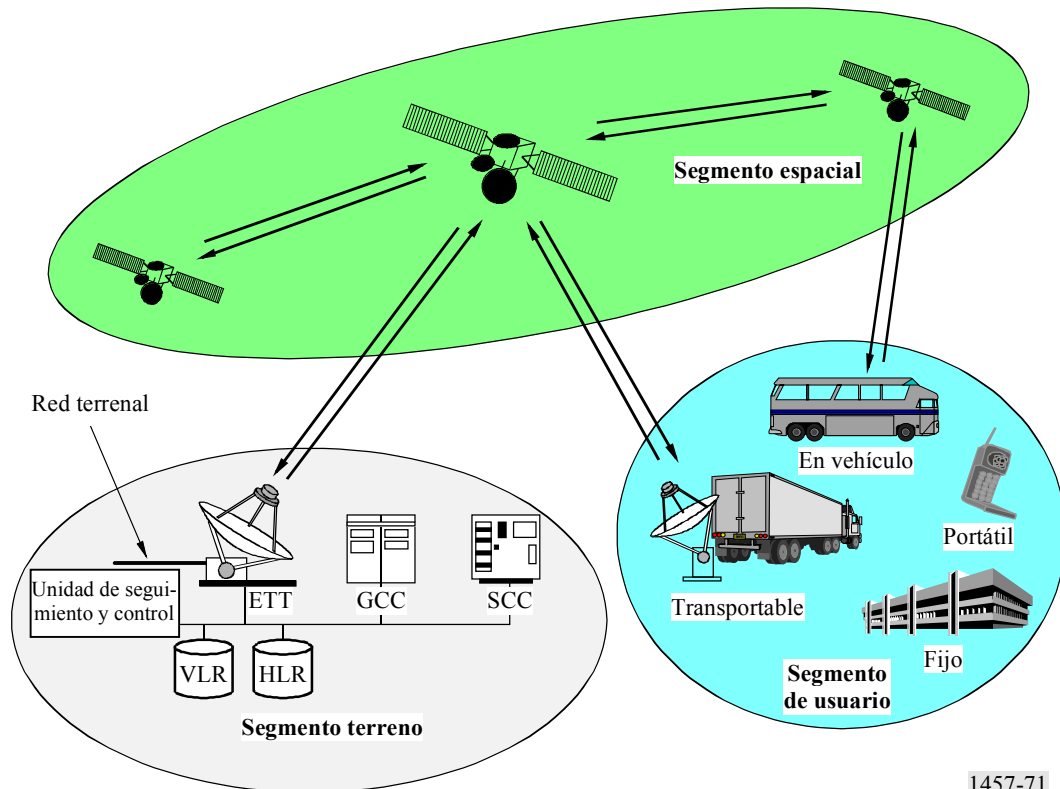 Segmento espacial
Red terrenal
En vehículo
Portátil
Unidad de segui-
miento y control
ETT
GCC
SCC
Transportable
VLR
HLR
Fijo
Segmento
de usuario
Segmento terreno
1457-71